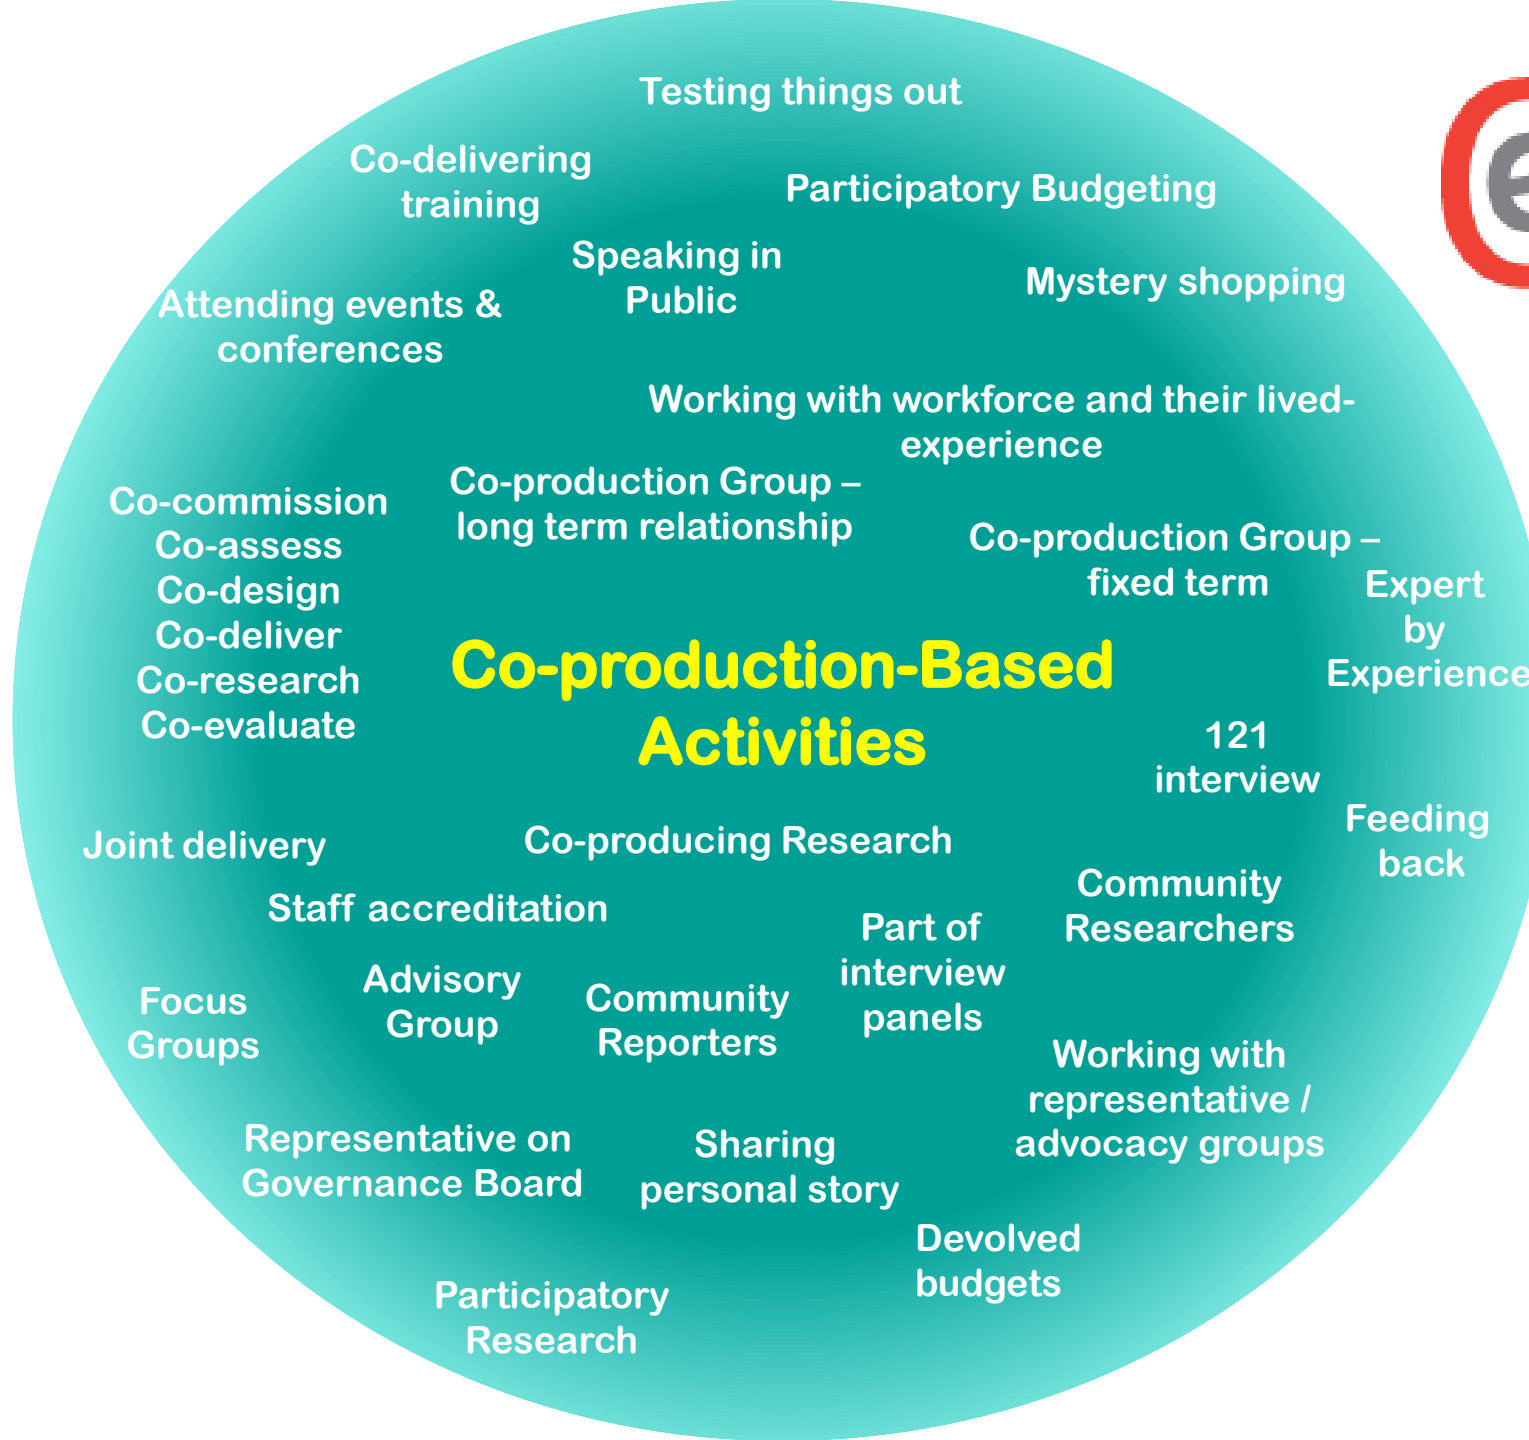 Testing things out
Co-delivering
training
Participatory Budgeting
Speaking in
Public
Mystery shopping
Attending events &
conferences
Working with workforce and their lived-
experience
Co-production Group –
long term relationship
Co-commission
Co-assess
Co-design
Co-deliver
Co-research
Co-evaluate
Co-production Group –
fixed term
Expert
by
Experience
Co-production-Based
Activities
121
interview
Feeding
back
Joint delivery
Co-producing Research
Community
Researchers
Staff accreditation
Part of
interview
panels
Advisory
Group
Community
Reporters
Focus
Groups
Working with
representative /
advocacy groups
Representative on
Governance Board
Sharing
personal story
Devolved
budgets
Participatory
Research